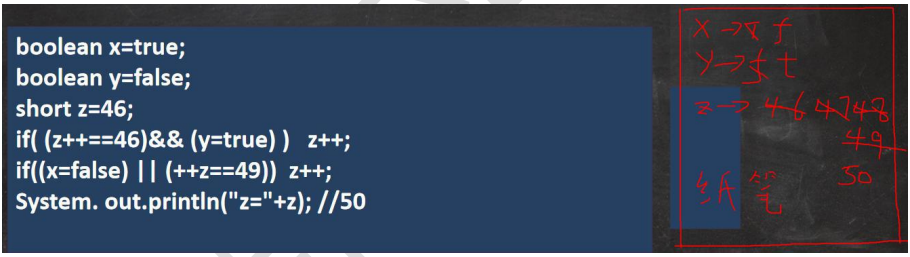 boolean x=true;
boolean y=false;
short z=46;
if( (z++==46)&& (y=true) ) z++;
if((x=false) || (++z==49)) z++;
System. out.println("z="+z); //50
X -> t f
Y -> f t
z -> 46 47 48
49
50
纸 笔